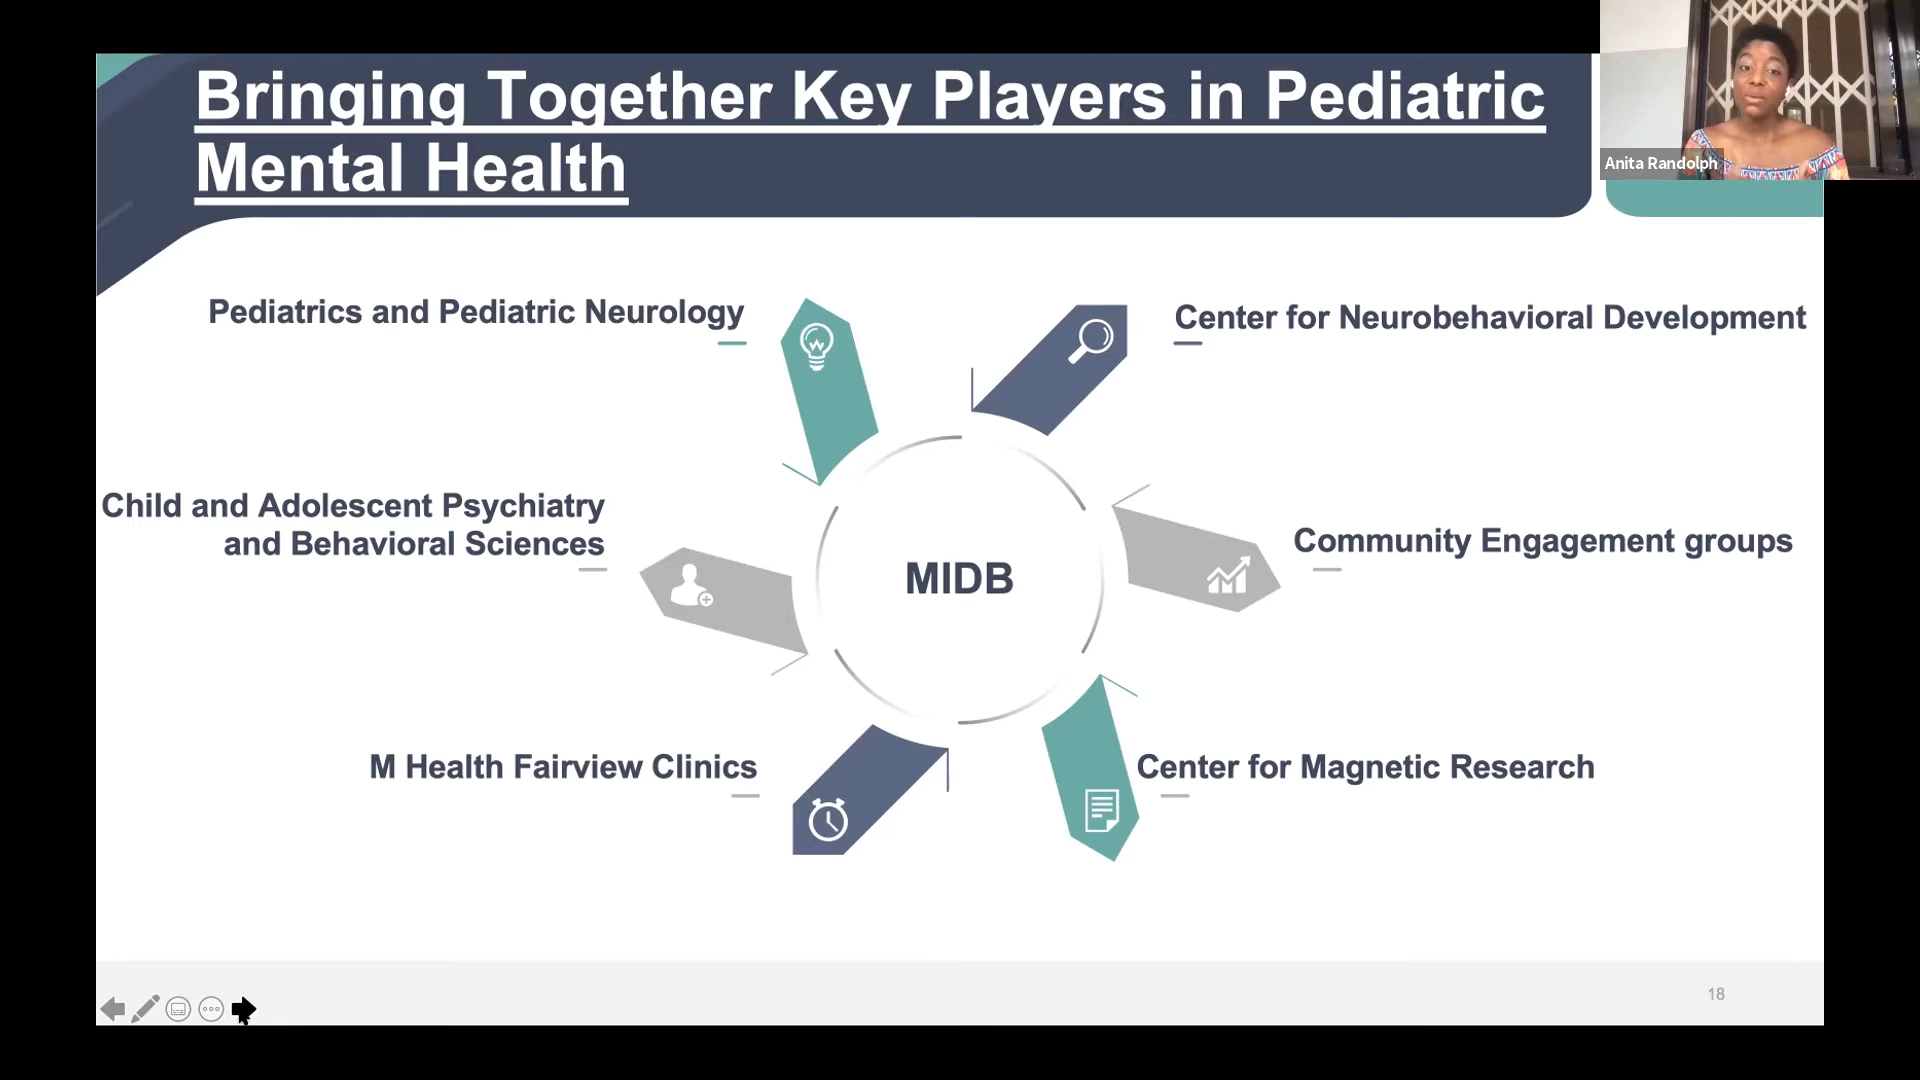 Bringing Together Key Players in Pediatric
Mental Health
Anita Randolph
Pediatrics and Pediatric Neurology
Center for Neurobehavioral Development
Child and Adolescent Psychiatry
and Behavioral Sciences
Community Engagement groups
MIDB
M Health Fairview Clinics
Center for Magnetic Research
18